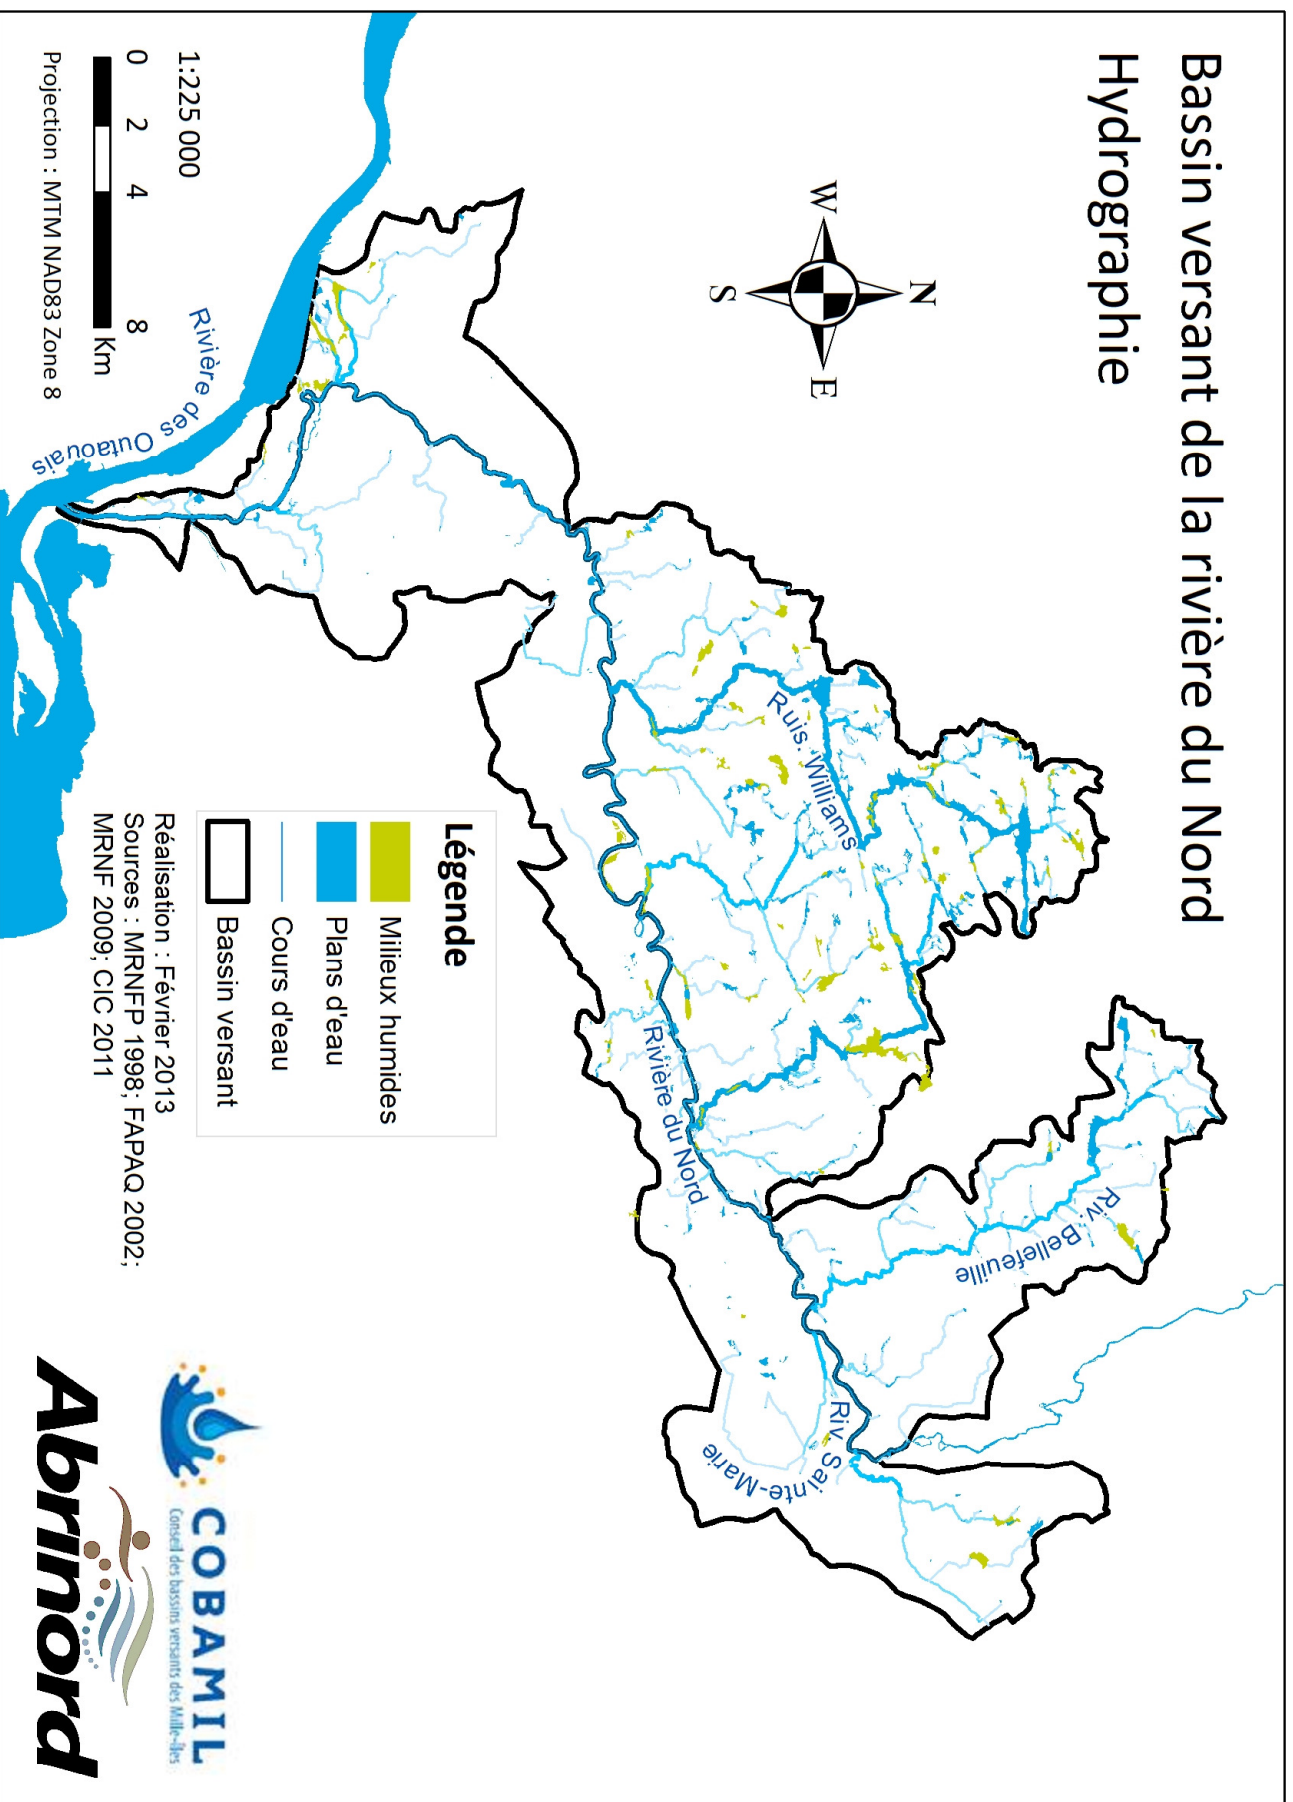 Bassin versant de la rivière du Nord
Hydrographie
N
W
E
S
Ruis. Williams
Riv. Bellefeuille
Rivière du Nord
Riv. Sainte-Marie
Rivière des Outaouais
1:225 000
0 2 4 8
Km
Projection : MTM NAD83 Zone 8
Légende
Milieux humides
Plans d'eau
Cours d'eau
Bassin versant
Réalisation : Février 2013
Sources : MRNFP 1998; FAPAQ 2002;
MRNF 2009; CIC 2011
COBAMIL
Conseil des bassins versants des Mille-Îles
Abrinord